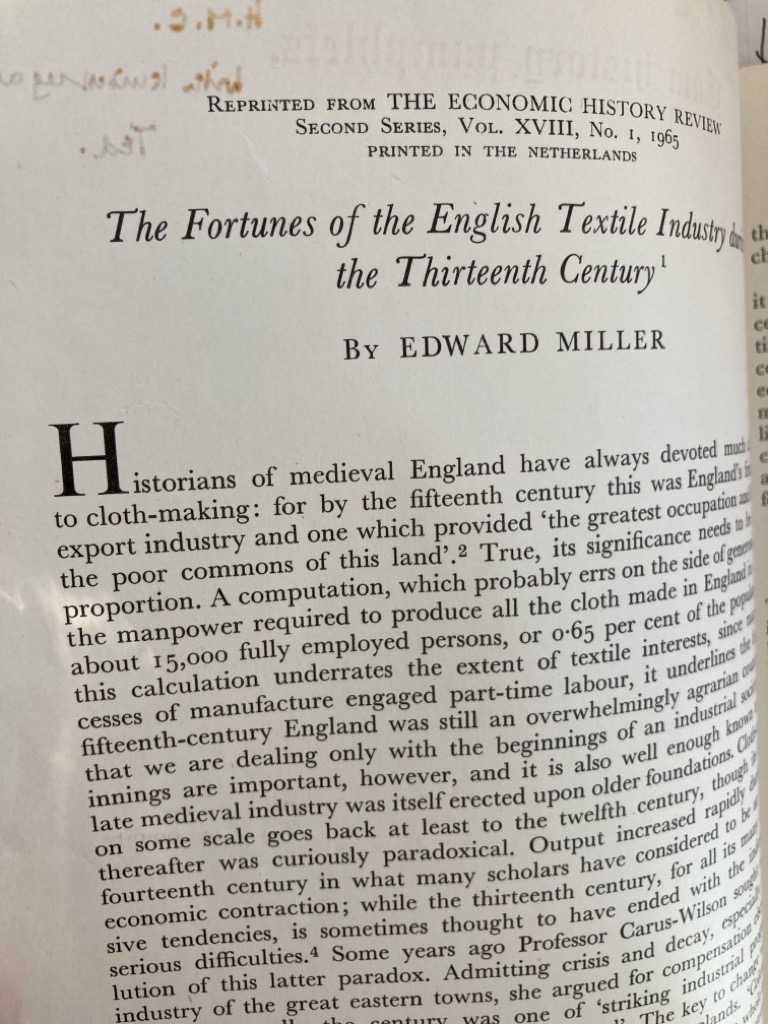 H.M.C.
with
Ted.
REPRINTED FROM THE ECONOMIC HISTORY REVIEW
SECOND SERIES, VOL. XVIII, No. 1, 1965
PRINTED IN THE NETHERLANDS
The Fortunes of the English Textile Industry
the Thirteenth Century¹
BY EDWARD MILLER
Historians of medieval England have always devoted much
to cloth-making: for by the fifteenth century this was England's
export industry and one which provided ‘the greatest occupation and
the poor commons of this land’.² True, its significance needs to
proportion. A computation, which probably errs on the side of
the manpower required to produce all the cloth made in England
about 15,000 fully employed persons, or 0·65 per cent of the
this calculation underrates the extent of textile interests, since
cesses of manufacture engaged part-time labour, it underlines the
fifteenth-century England was still an overwhelmingly agrarian
that we are dealing only with the beginnings of an industrial
innings are important, however, and it is also well enough known
late medieval industry was itself erected upon older foundations.
on some scale goes back at least to the twelfth century, though
thereafter was curiously paradoxical. Output increased rapidly
fourteenth century in what many scholars have considered to be
economic contraction; while the thirteenth century, for all its
sive tendencies, is sometimes thought to have ended with the
serious difficulties.⁴ Some years ago Professor Carus-Wilson
lution of this latter paradox. Admitting crisis and decay,
industry of the great eastern towns, she argued for compensation
century was one of ‘striking industrial
The key to